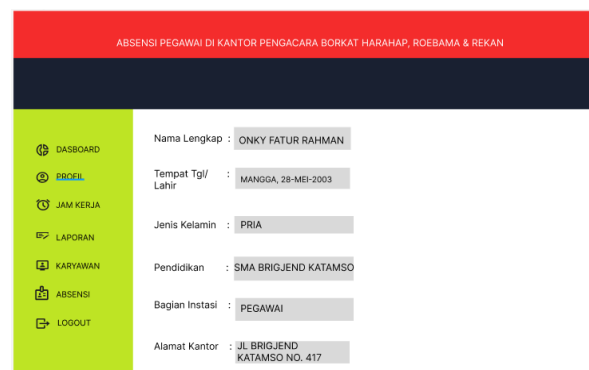 ABSENSI PEGAWAI DI KANTOR PENGACARA BORKAT HARAHAP, ROEBAMA & REKAN
DASBOARD
PROFIL
JAM KERJA
LAPORAN
KARYAWAN
ABSENSI
LOGOUT
Nama Lengkap : ONKY FATUR RAHMAN
Tempat Tgl/ : MANGGA, 28-MEI-2003
Lahir
Jenis Kelamin : PRIA
Pendidikan : SMA BRIGJEND KATAMSO
Bagian Instasi : PEGAWAI
Alamat Kantor : JL BRIGJEND
KATAMSO NO. 417